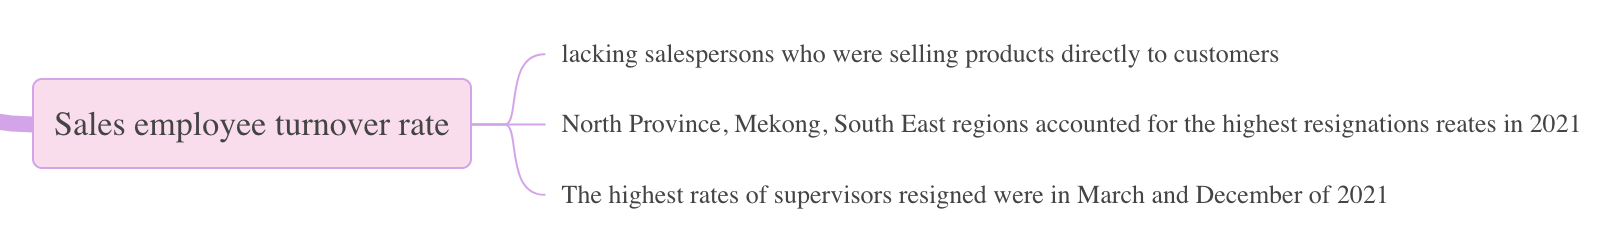 lacking salespersons who were selling products directly to customers
Sales employee turnover rate
North Province, Mekong, South East regions accounted for the highest resignations reates in 2021
The highest rates of supervisors resigned were in March and December of 2021